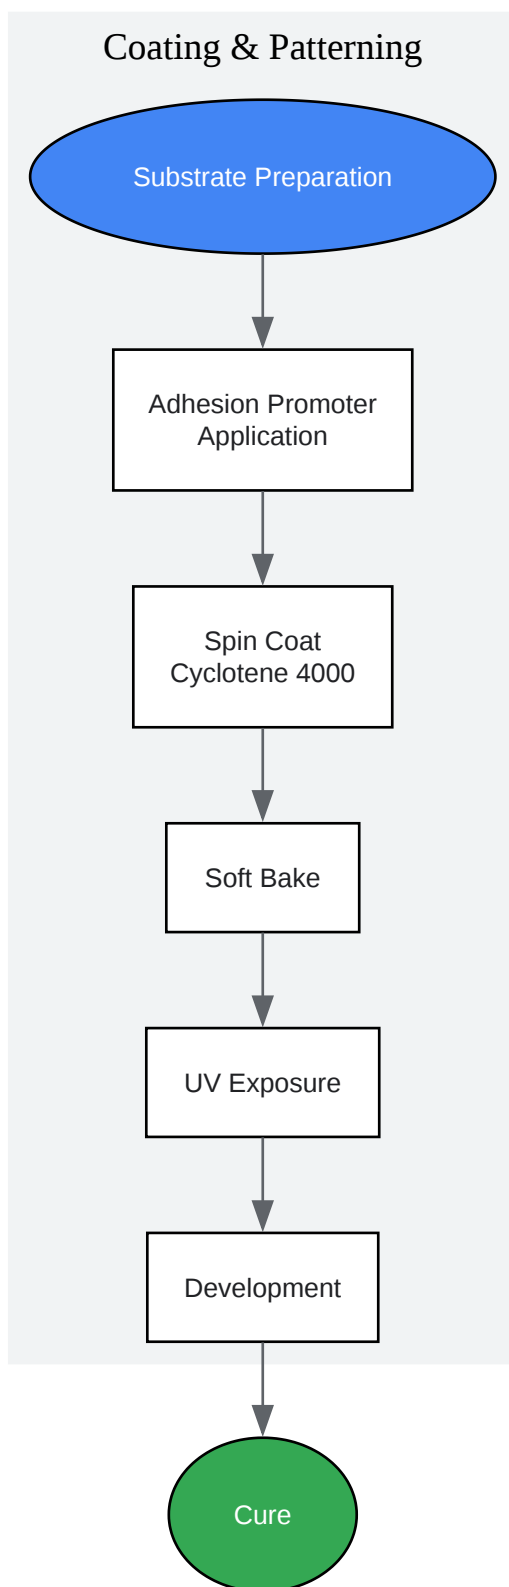 Coating & Patterning
Substrate Preparation
Adhesion Promoter
Application
Spin Coat
Cyclotene 4000
Soft Bake
UV Exposure
Development
Cure